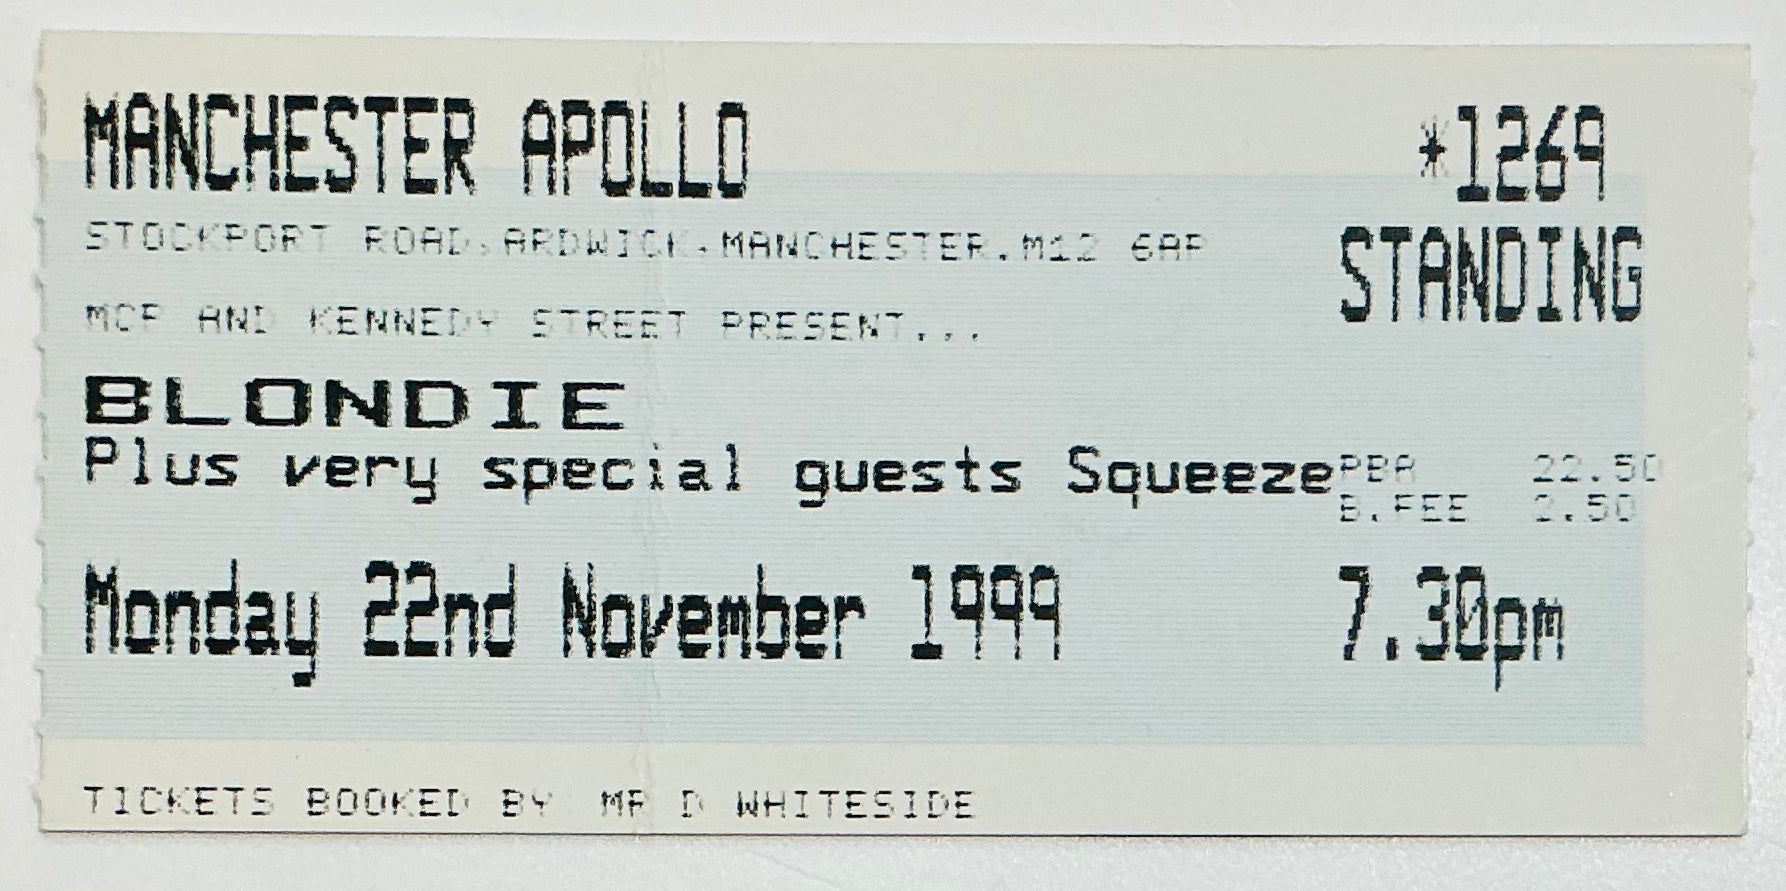 MANCHESTER APOLLO *1269
STOCKPORT ROAD,ARDWICK,MANCHESTER.M12 6AP STANDING
MCP AND KENNEDY STREET PRESENT...
BLONDIE
Plus very special guests Squeeze PBA 22.50
B.FEE 2.50
Monday 22nd November 1999 7.30pm
TICKETS BOOKED BY MR D WHITESIDE